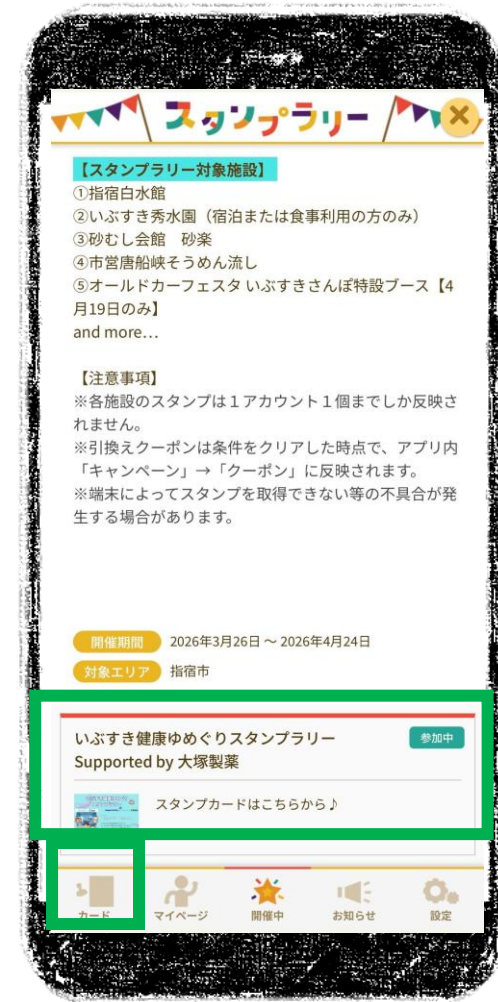 スタンプラリー
【スタンプラリー対象施設】
①指宿白水館
②いぶすき秀水園（宿泊または食事利用の方のみ）
③砂むし会館　砂楽
④市営唐船峡そうめん流し
⑤オールドカーフェスタ いぶすきさんぽ特設ブース【4
月19日のみ】
and more…
【注意事項】
※各施設のスタンプは１アカウント１個までしか反映さ
れません。
※引換えクーポンは条件をクリアした時点で、アプリ内
「キャンペーン」→「クーポン」に反映されます。
※端末によってスタンプを取得できない等の不具合が発
生する場合があります。
開催期間 2026年3月26日 ～ 2026年4月24日
対象エリア 指宿市
いぶすき健康ゆめぐりスタンプラリー 参加中
Supported by 大塚製薬
スタンプカードはこちらから♪
カード マイページ 開催中 お知らせ 設定